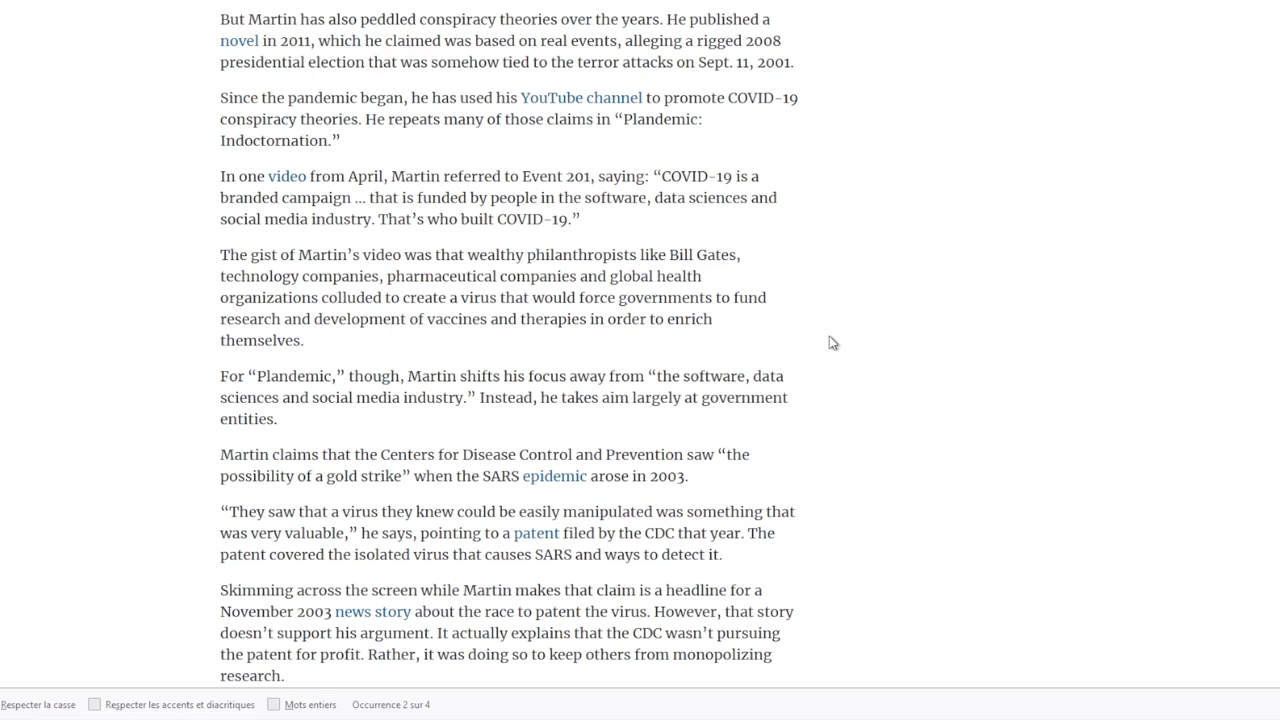 But Martin has also peddled conspiracy theories over the years. He published a
novel in 2011, which he claimed was based on real events, alleging a rigged 2008
presidential election that was somehow tied to the terror attacks on Sept. 11, 2001.
Since the pandemic began, he has used his YouTube channel to promote COVID-19
conspiracy theories. He repeats many of those claims in “Plandemic:
Indoctornation.”
In one video from April, Martin referred to Event 201, saying: “COVID-19 is a
branded campaign ... that is funded by people in the software, data sciences and
social media industry. That’s who built COVID-19.”
The gist of Martin’s video was that wealthy philanthropists like Bill Gates,
technology companies, pharmaceutical companies and global health
organizations colluded to create a virus that would force governments to fund
research and development of vaccines and therapies in order to enrich
themselves.
For “Plandemic,” though, Martin shifts his focus away from “the software, data
sciences and social media industry.” Instead, he takes aim largely at government
entities.
Martin claims that the Centers for Disease Control and Prevention saw “the
possibility of a gold strike” when the SARS epidemic arose in 2003.
“They saw that a virus they knew could be easily manipulated was something that
was very valuable,” he says, pointing to a patent filed by the CDC that year. The
patent covered the isolated virus that causes SARS and ways to detect it.
Skimming across the screen while Martin makes that claim is a headline for a
November 2003 news story about the race to patent the virus. However, that story
doesn’t support his argument. It actually explains that the CDC wasn’t pursuing
the patent for profit. Rather, it was doing so to keep others from monopolizing
research.
Respecter la casse Respecter les accents et diacritiques Mots entiers Occurrence 2 sur 4